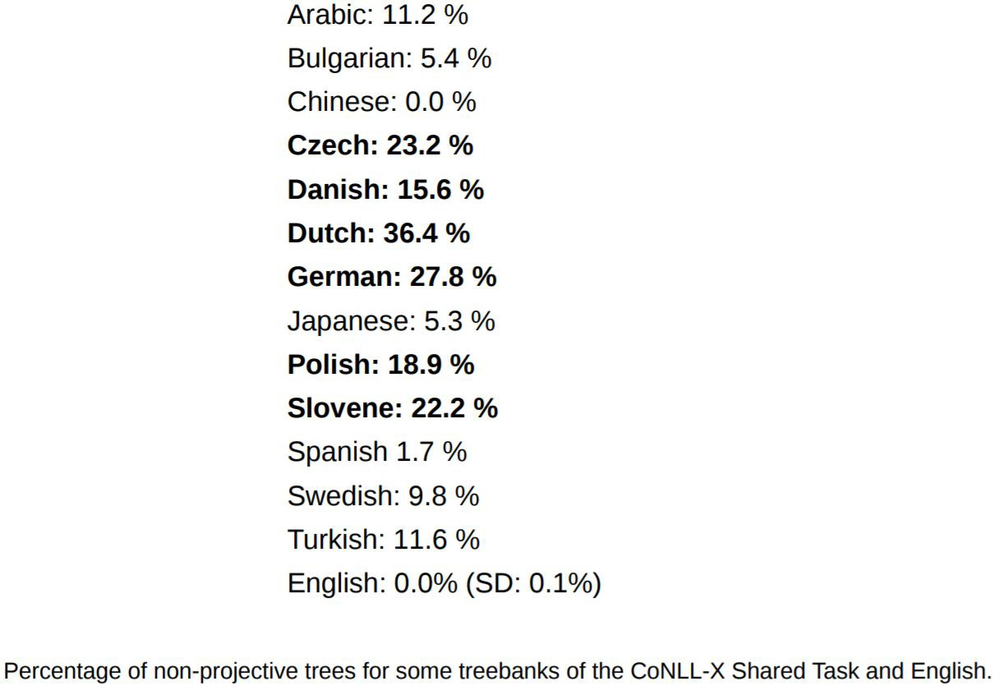 Arabic: 11.2 %
Bulgarian: 5.4 %
Chinese: 0.0 %
Czech: 23.2 %
Danish: 15.6 %
Dutch: 36.4 %
German: 27.8 %
Japanese: 5.3 %
Polish: 18.9 %
Slovene: 22.2 %
Spanish 1.7 %
Swedish: 9.8 %
Turkish: 11.6 %
English: 0.0% (SD: 0.1%)
Percentage of non-projective trees for some treebanks of the CoNLL-X Shared Task and English.